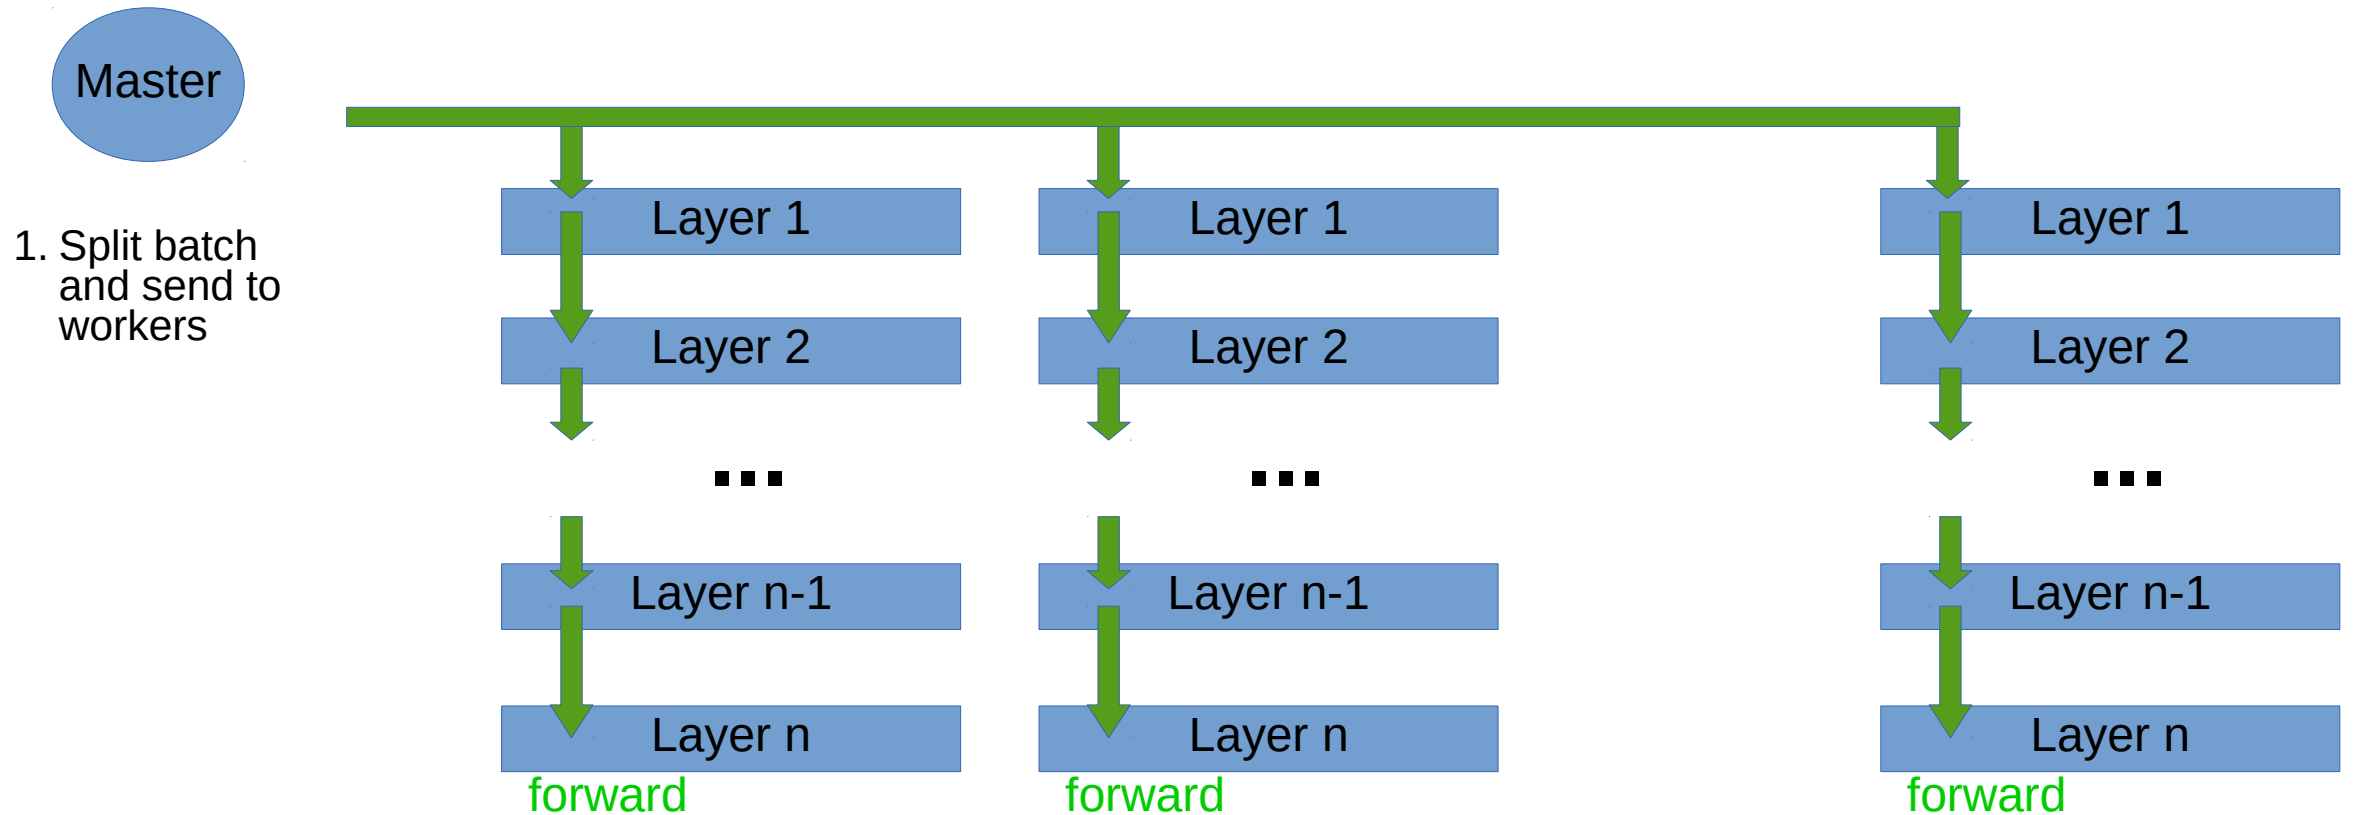 Master
1. Split batch
and send to
workers
Layer 1
Layer 2
...
Layer n-1
Layer n
forward
Layer 1
Layer 2
...
Layer n-1
Layer n
forward
Layer 1
Layer 2
...
Layer n-1
Layer n
forward